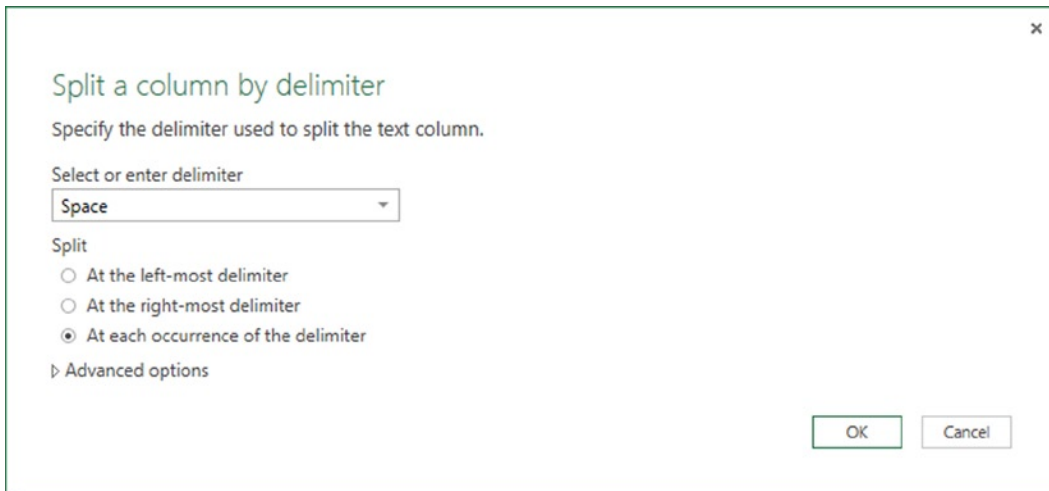 Split a column by delimiter
Specify the delimiter used to split the text column.
Select or enter delimiter
Space
Split
At the left-most delimiter
At the right-most delimiter
At each occurrence of the delimiter
Advanced options
OK Cancel